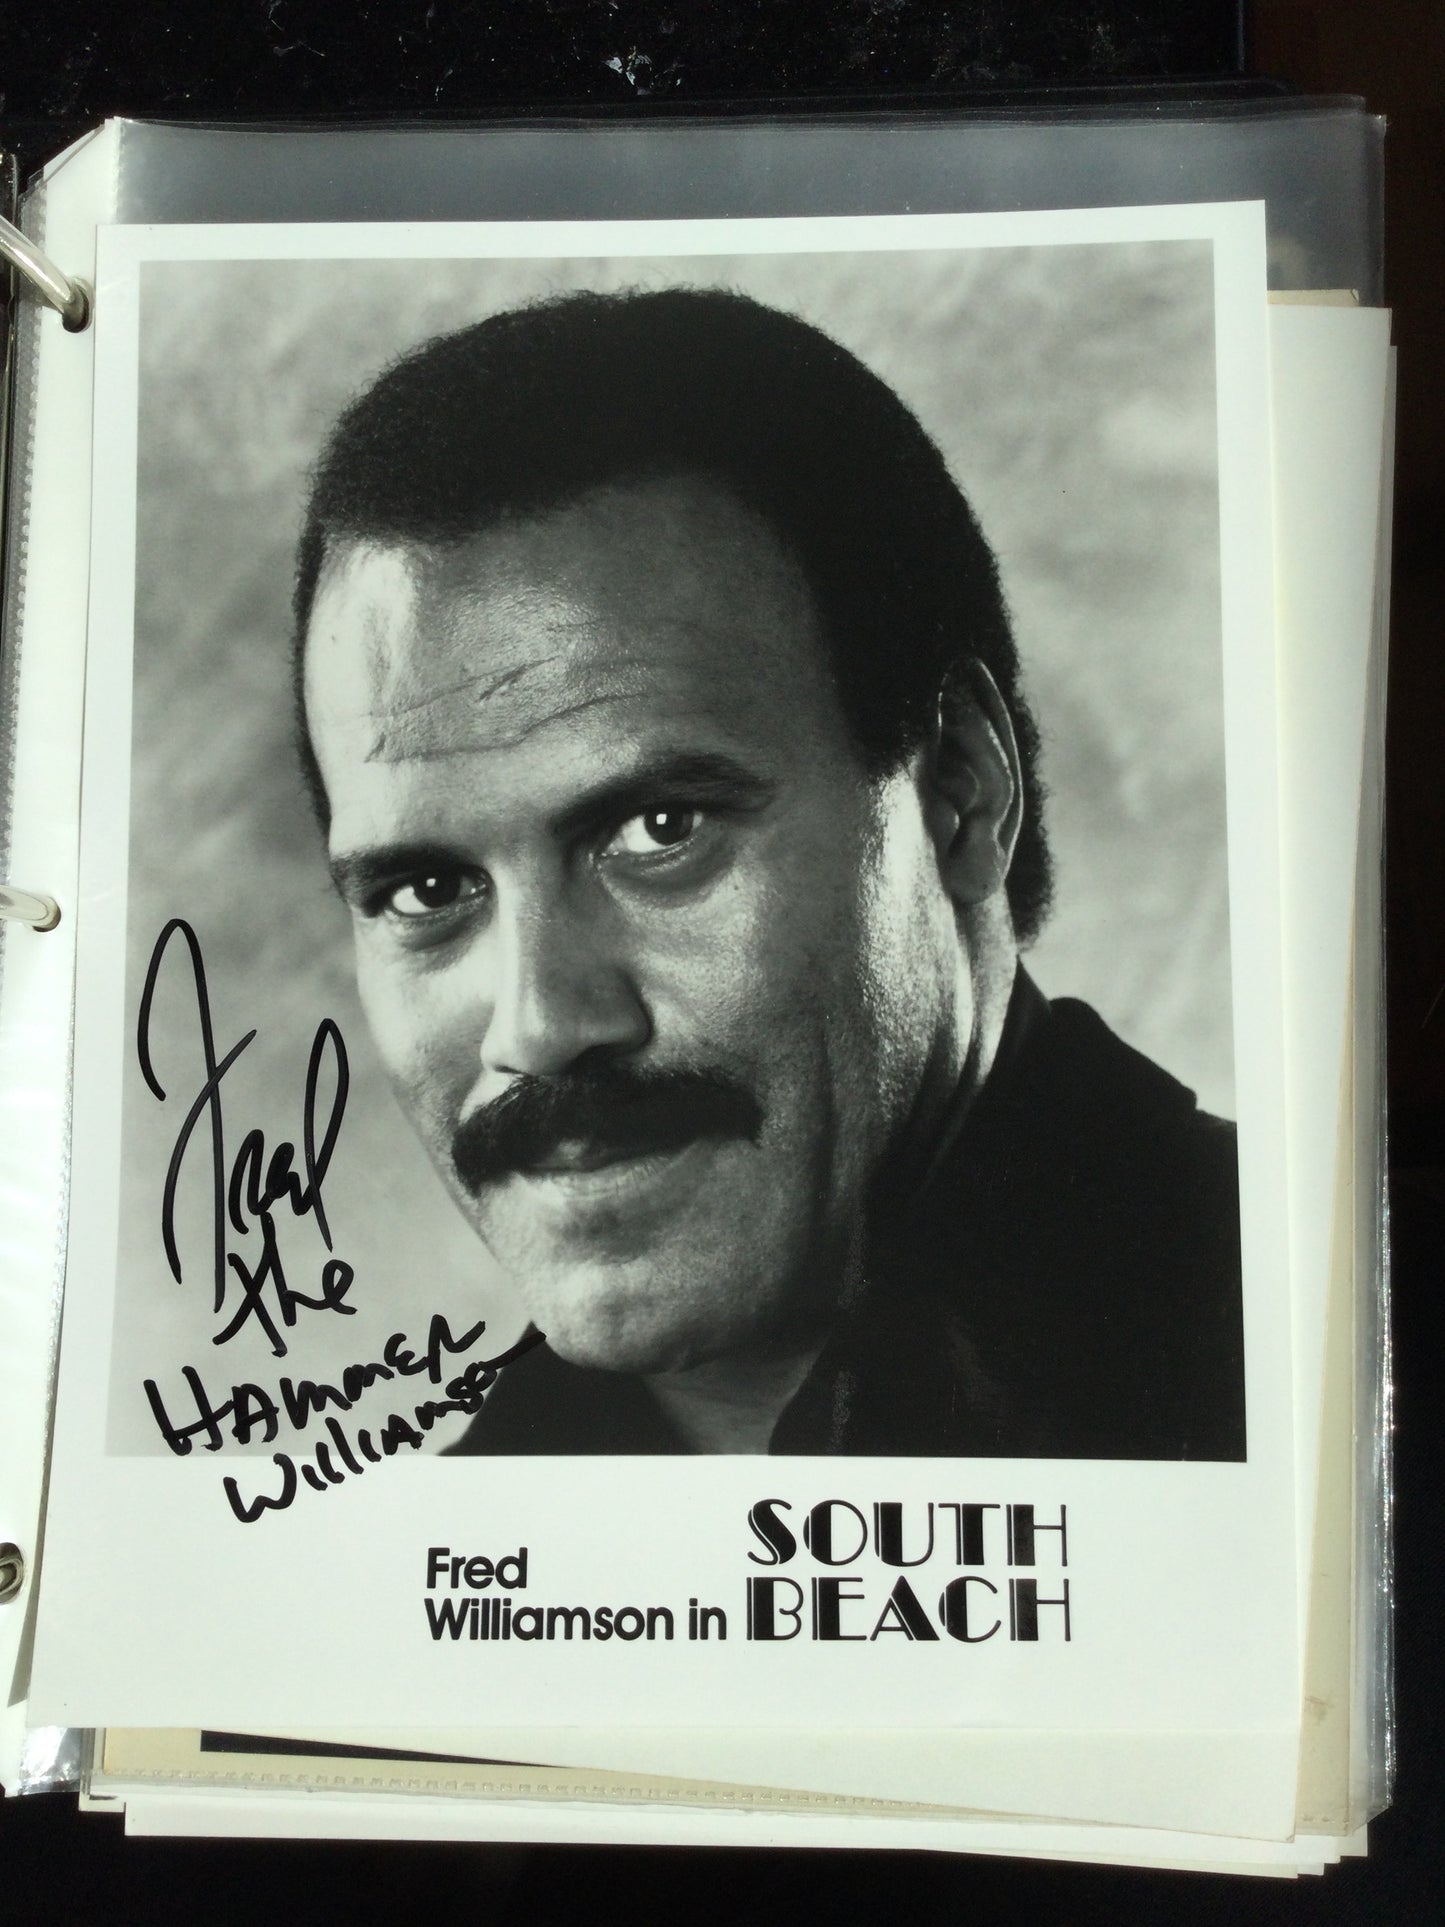 Fred
the
HAMMER
Williamson
Fred
Williamson in
SOUTH
BEACH